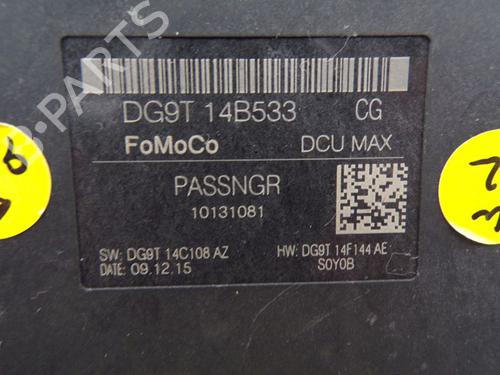 B PARTS
DG9T 14B533 CG
FoMoCo DCU MAX
PASSNGR
10131081
SW: DG9T 14C108 AZ HW: DG9T 14F144 AE
DATE: 09.12.15 S0Y0B